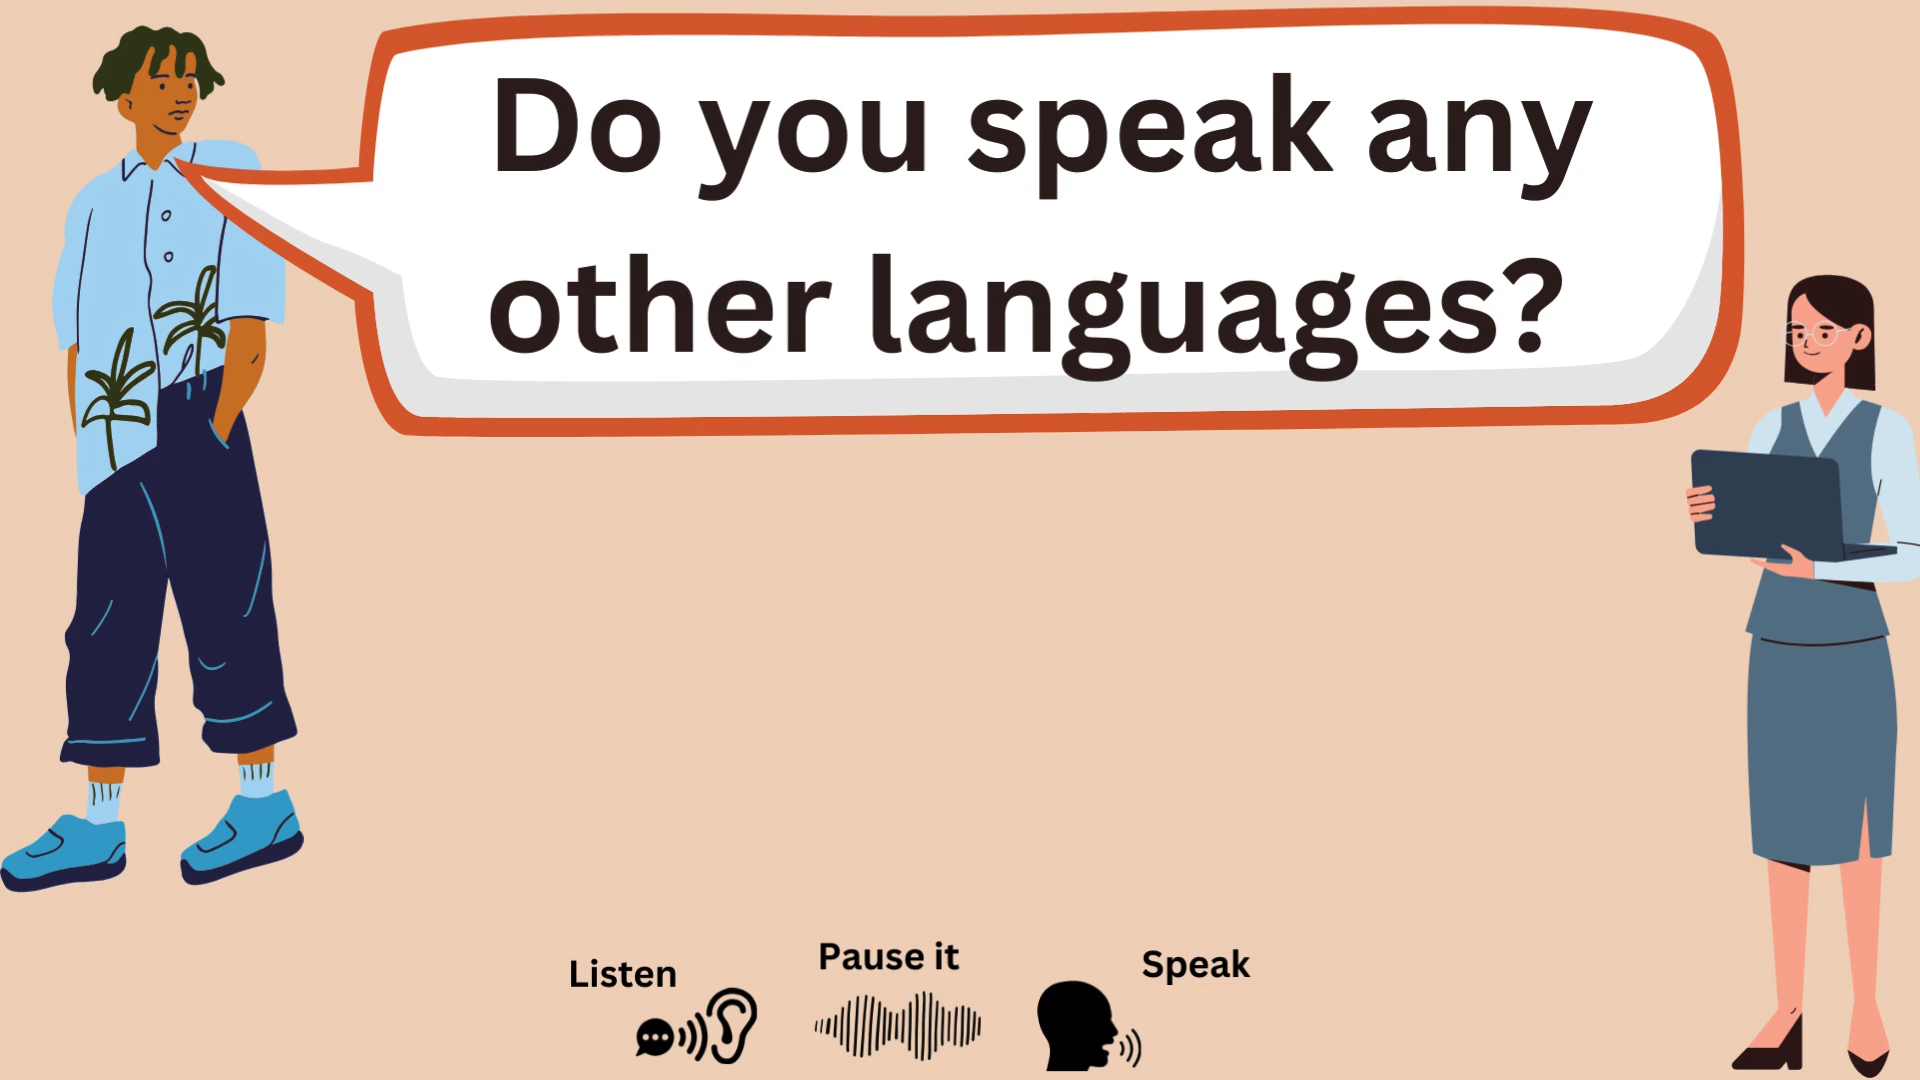 Do you speak any
other languages?
Listen
Pause it
Speak